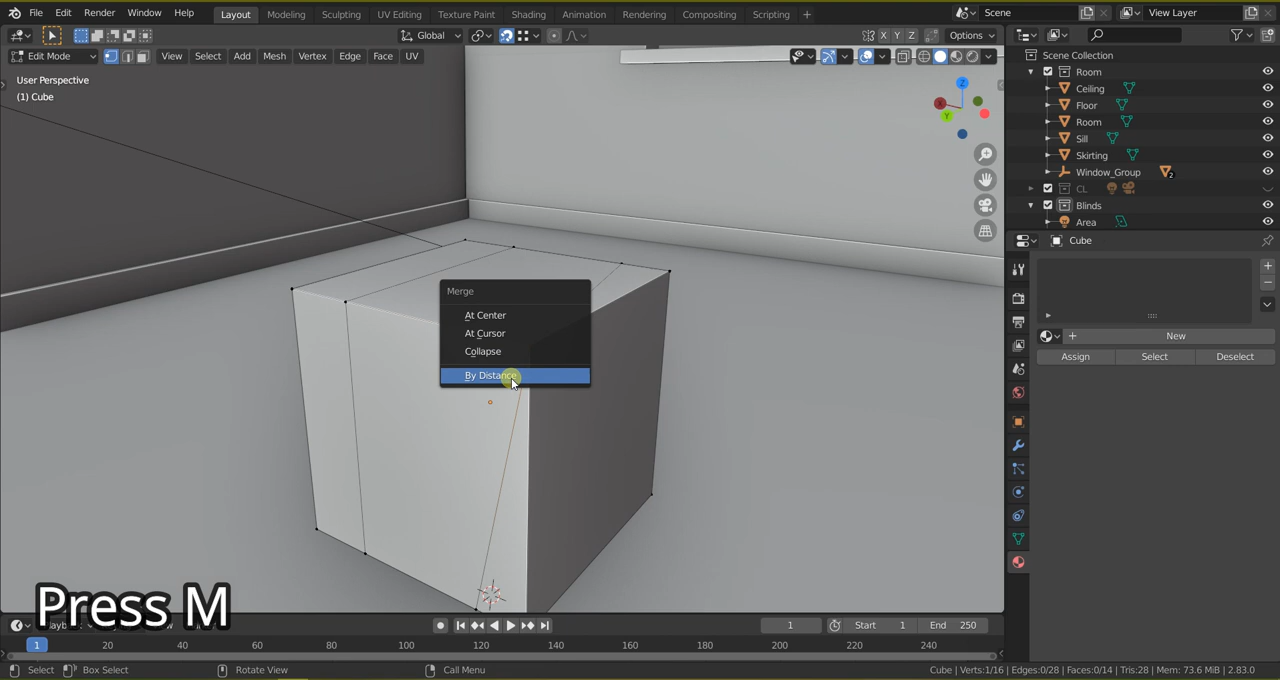 File Edit Render Window Help Layout Modeling Sculpting UV Editing Texture Paint Shading Animation Rendering Compositing Scripting + Scene View Layer
Global X Y Z Options
Edit Mode View Select Add Mesh Vertex Edge Face UV
User Perspective
(1) Cube
Z
X
Y
Merge
At Center
At Cursor
Collapse
By Distance
Scene Collection
Room
Ceiling
Floor
Room
Sill
Skirting
Window_Group 2
CL
Blinds
Area
Cube
New
Assign Select Deselect
Press M
1 Start 1 End 250
1 20 40 60 80 100 120 140 160 180 200 220 240
Select Box Select Rotate View Call Menu Cube | Verts:1/16 | Edges:0/28 | Faces:0/14 | Tris:28 | Mem: 73.6 MiB | 2.83.0